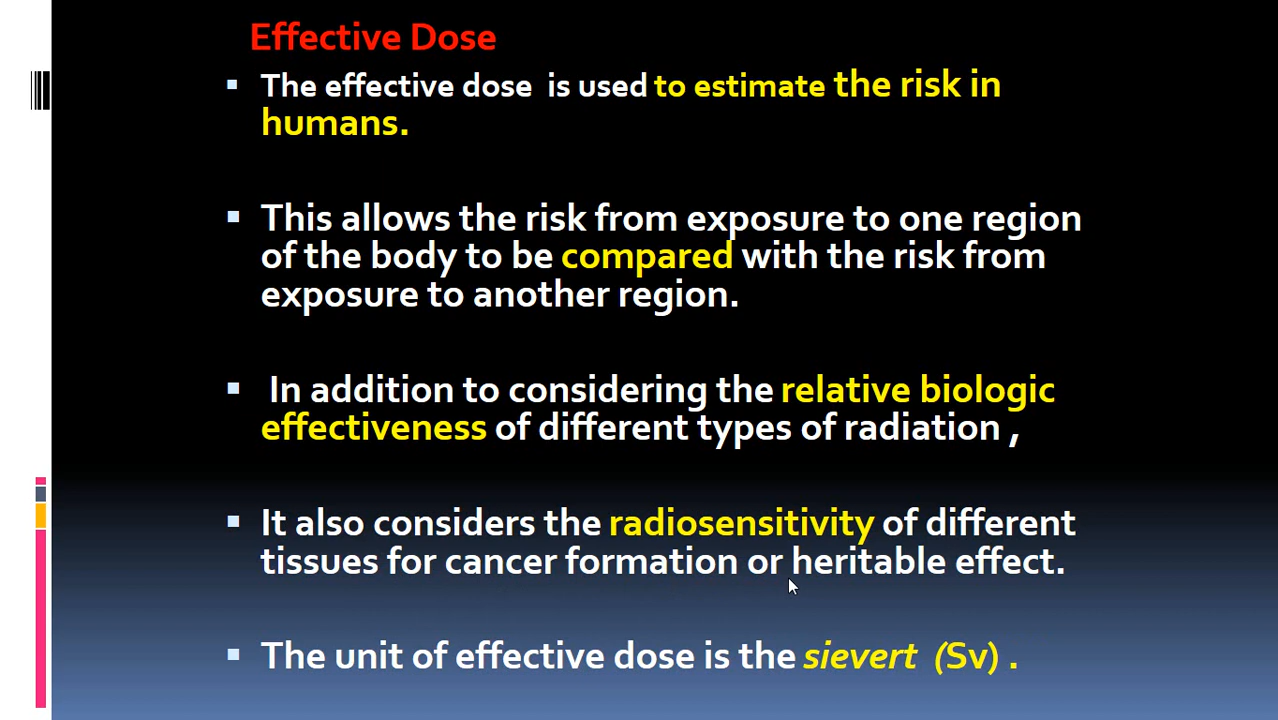 Effective Dose
The effective dose  is used to estimate the risk in
humans.
This allows the risk from exposure to one region
of the body to be compared with the risk from
exposure to another region.
In addition to considering the relative biologic
effectiveness of different types of radiation ,
It also considers the radiosensitivity of different
tissues for cancer formation or heritable effect.
The unit of effective dose is the sievert  (Sv) .